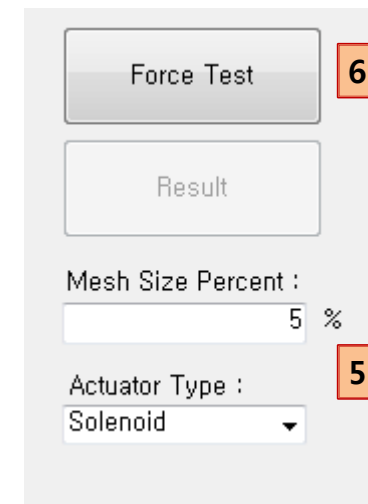 Force Test
6
Result
Mesh Size Percent :
5 %
5
Actuator Type :
Solenoid